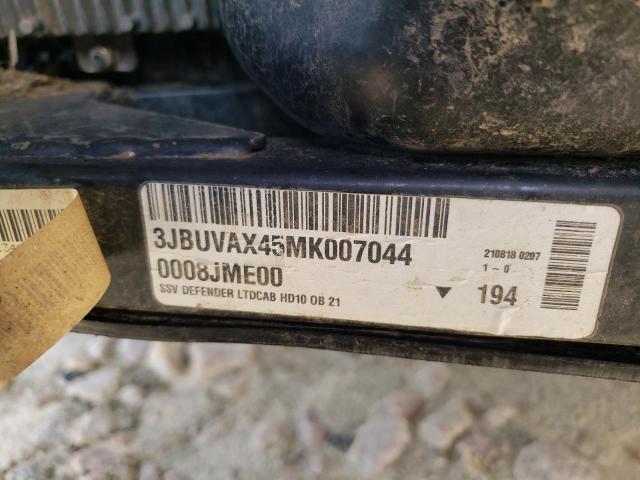 3JBUVAX45MK007044
0008JME00
SSV DEFENDER LTDCAB HD10 OB 21
210818 0207
1-0
194